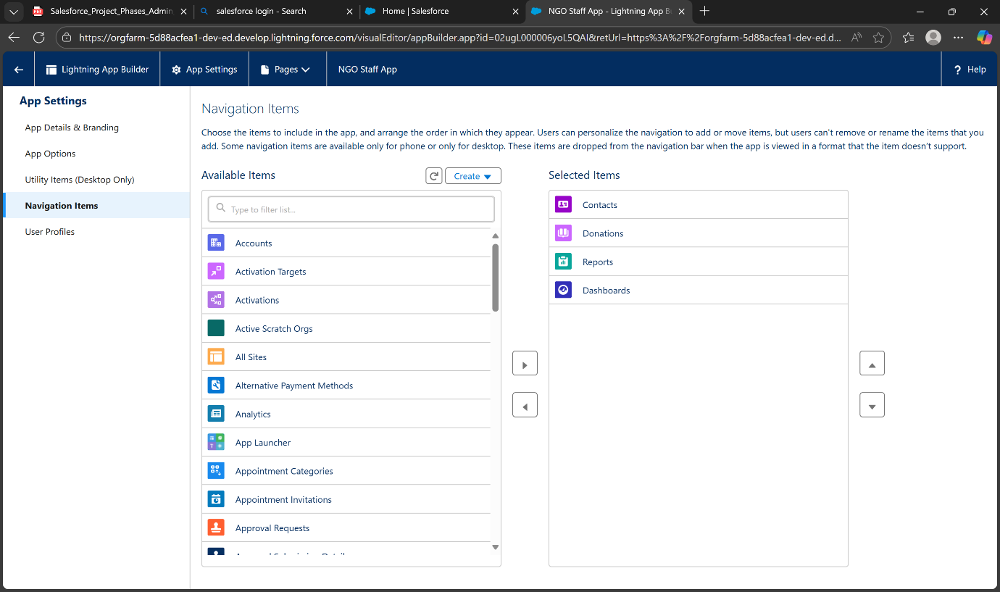 Salesforce_Project_Phases_Admin
salesforce login - Search
Home | Salesforce
NGO Staff App - Lightning App B
https://orgfarm-5d88acfea1-dev-ed.develop.lightning.force.com/visualEditor/appBuilder.app?id=02ugL000006yoL5QAI&retUrl=https%3A%2F%2Forgfarm-5d88acfea1-dev-ed.d...
Lightning App Builder
App Settings
Pages
NGO Staff App
? Help
App Settings
App Details & Branding
App Options
Utility Items (Desktop Only)
Navigation Items
User Profiles
Navigation Items
Choose the items to include in the app, and arrange the order in which they appear. Users can personalize the navigation to add or move items, but users can't remove or rename the items that you
add. Some navigation items are available only for phone or only for desktop. These items are dropped from the navigation bar when the app is viewed in a format that the item doesn't support.
Available Items
Create
Type to filter list...
Accounts
Activation Targets
Activations
Active Scratch Orgs
All Sites
Alternative Payment Methods
Analytics
App Launcher
Appointment Categories
Appointment Invitations
Approval Requests
Selected Items
Contacts
Donations
Reports
Dashboards